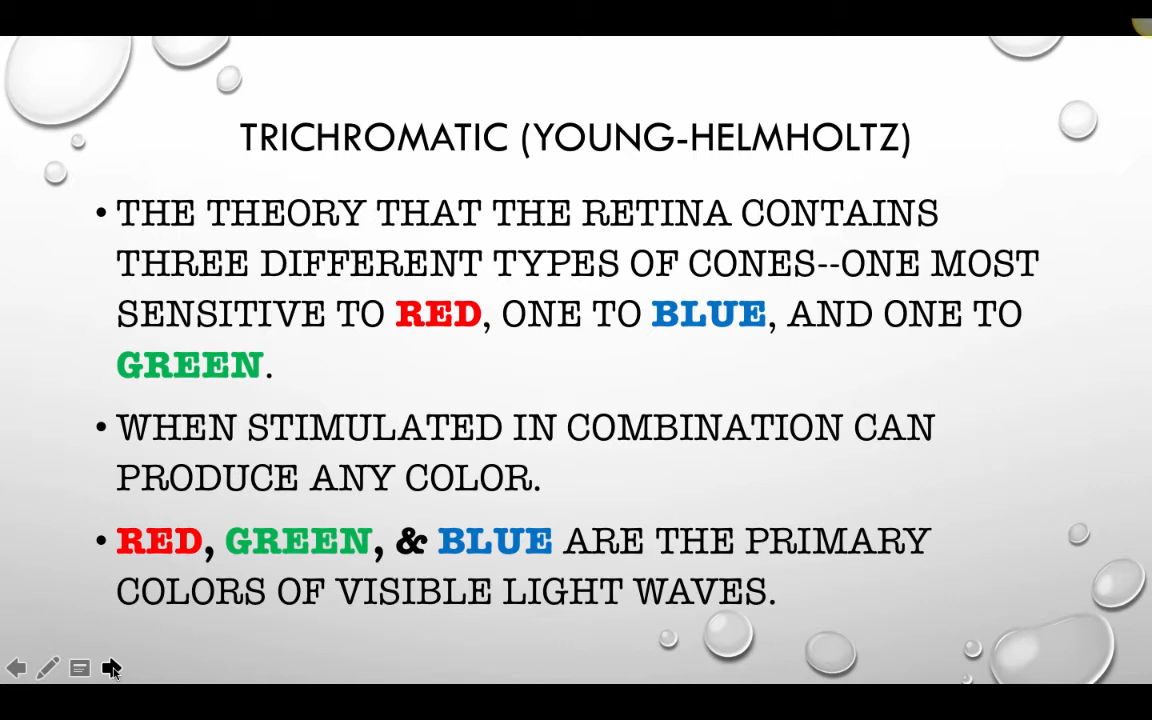 TRICHROMATIC (YOUNG-HELMHOLTZ)
• THE THEORY THAT THE RETINA CONTAINS
THREE DIFFERENT TYPES OF CONES--ONE MOST
SENSITIVE TO RED, ONE TO BLUE, AND ONE TO
GREEN.
• WHEN STIMULATED IN COMBINATION CAN
PRODUCE ANY COLOR.
• RED, GREEN, & BLUE ARE THE PRIMARY
COLORS OF VISIBLE LIGHT WAVES.